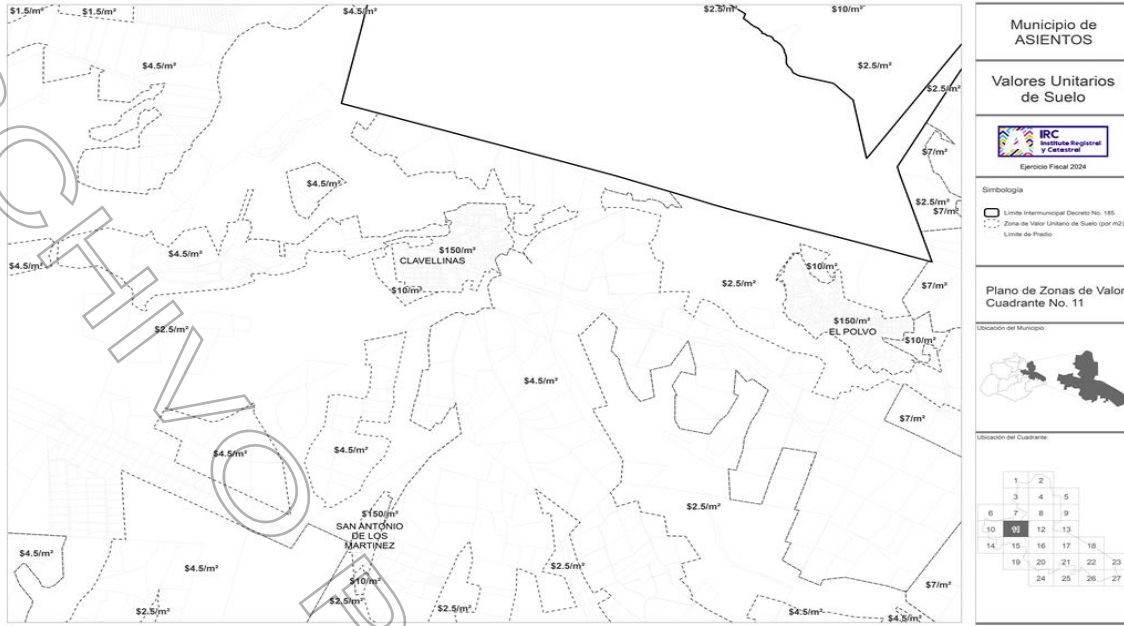 $1.5/m²
$1.5/m²
$4.5/m²
$2.5/m²
$10/m²
$4.5/m²
$2.5/m²
$2.5/m²
$7/m²
$4.5/m²
$2.5/m²
$7/m²
$150/m²
CLAVELLINAS
$4.5/m²
$4.5/m²
$10/m²
$10/m²
$2.5/m²
$7/m²
$2.5/m²
$150/m²
EL POLVO
$10/m²
$4.5/m²
$7/m²
$4.5/m²
$4.5/m²
$2.5/m²
$150/m²
SAN ANTONIO
DE LOS
MARTINEZ
$4.5/m²
$4.5/m²
$10/m²
$2.5/m²
$7/m²
$2.5/m²
$2.5/m²
$2.5/m²
$4.5/m²
$4.5/m²
CHIVO P
Municipio de
ASIENTOS
Valores Unitarios
de Suelo
IRC
Instituto Registral
y Catastral
Ejercicio Fiscal 2024
Simbología
Limite Intermunicipal Decreto No. 185
Zona de Valor Unitario de Suelo (por m2)
Limite de Predio
Plano de Zonas de Valor
Cuadrante No. 11
Ubicación del Municipio:
Ubicación del Cuadrante:
1 2
3 4 5
6 7 8 9
10 11 12 13
14 15 16 17 18
19 20 21 22 23
24 25 26 27